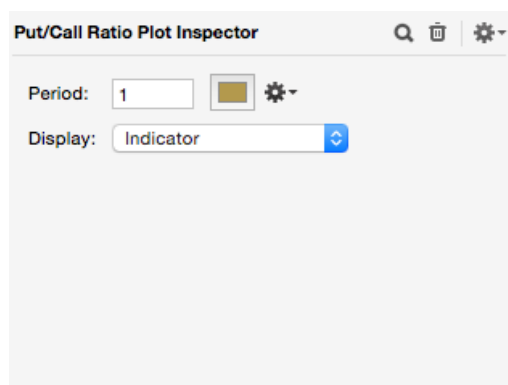 Put/Call Ratio Plot Inspector
Period: 1
Display: Indicator